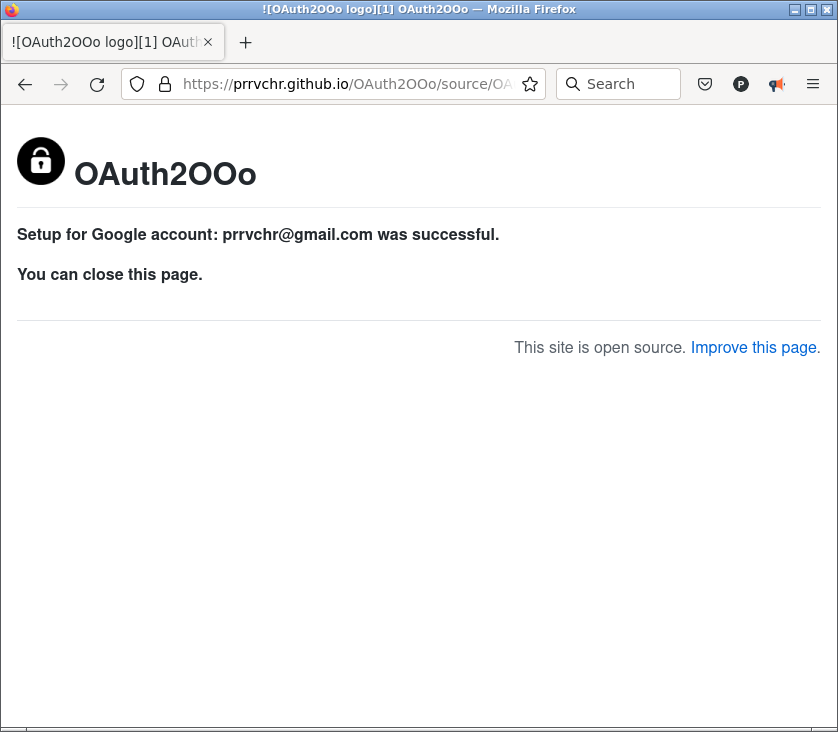 ![OAuth2OOo logo][1] OAuth2OOo — Mozilla Firefox
![OAuth2OOo logo][1] OAuth
https://prrvchr.github.io/OAuth2OOo/source/OA
Search
P
OAuth2OOo
Setup for Google account: prrvchr@gmail.com was successful.
You can close this page.
This site is open source. Improve this page.